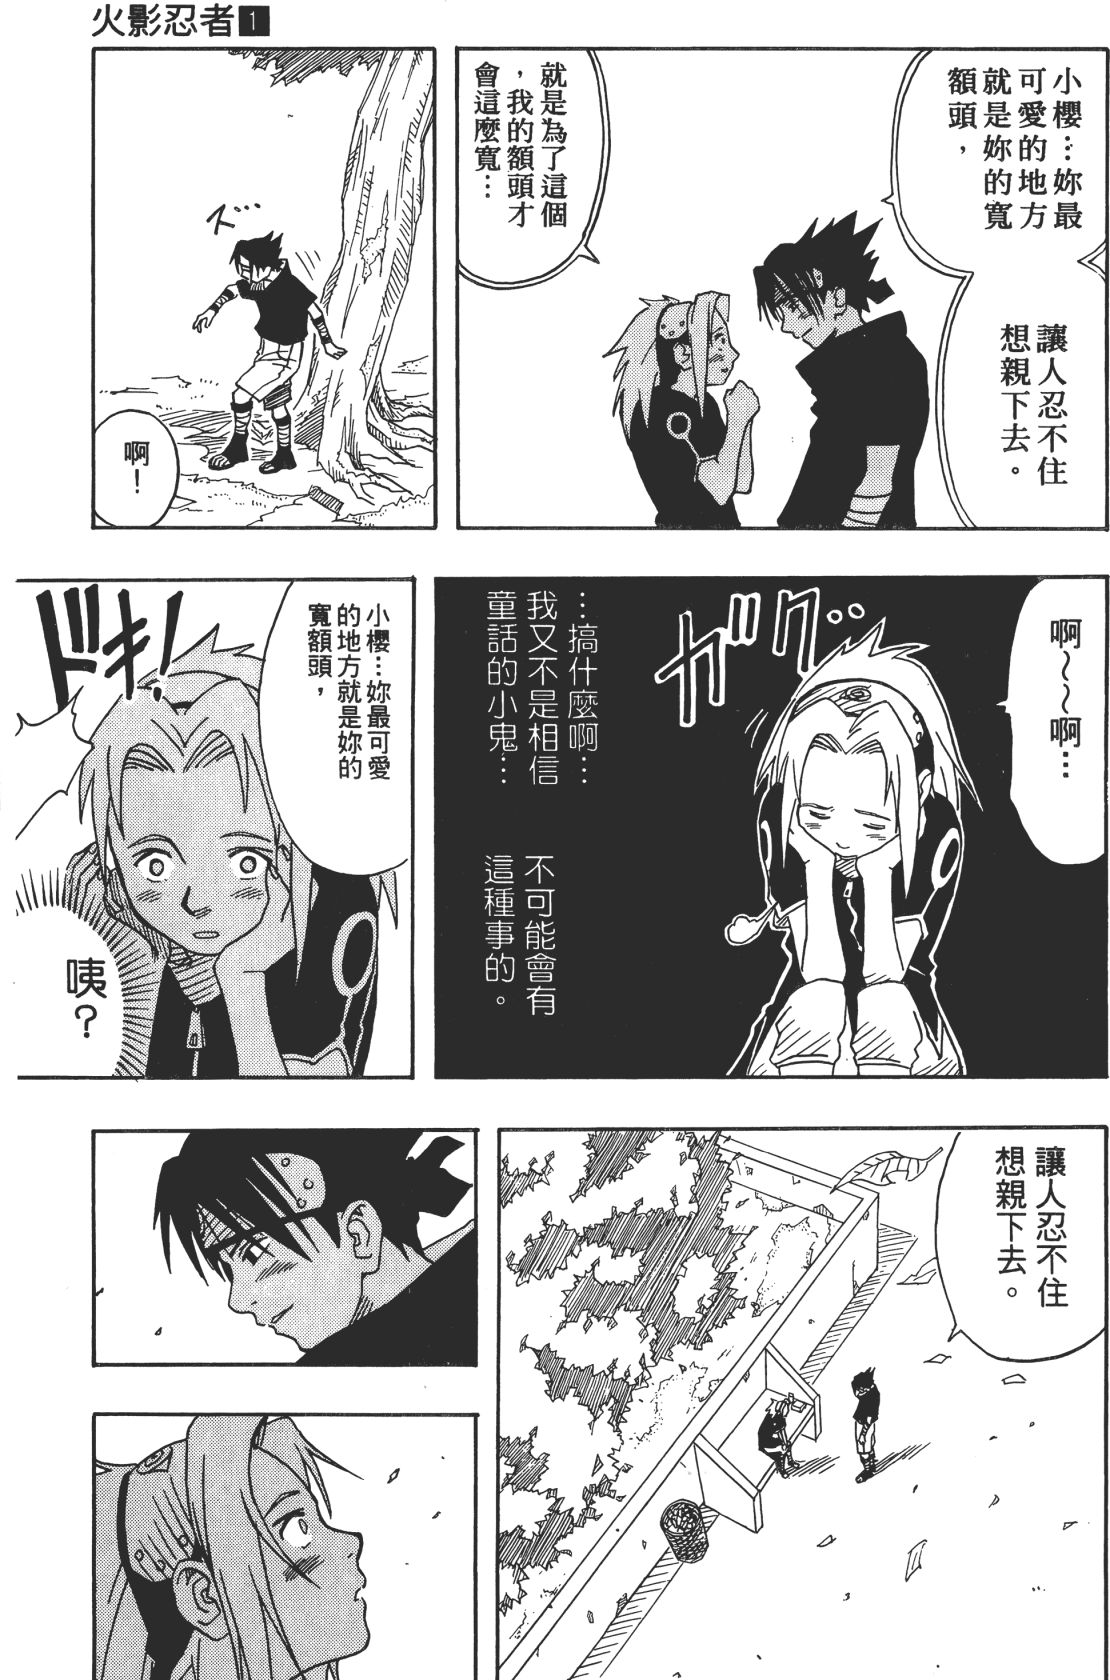 火影忍者1
小櫻…妳最
可愛的地方
就是妳的寬
額頭，
讓人忍不住
想親下去。
就是為了這個
，我的額頭才
會這麼寬…
ス…
啊！
啊～～啊…
ガク…
…搞什麼啊…
我又不是相信
童話的小鬼…
不可能會有
這種事的。
小櫻…妳最可愛
的地方就是妳的
寬額頭，
ドキ！
咦？
讓人忍不住
想親下去。